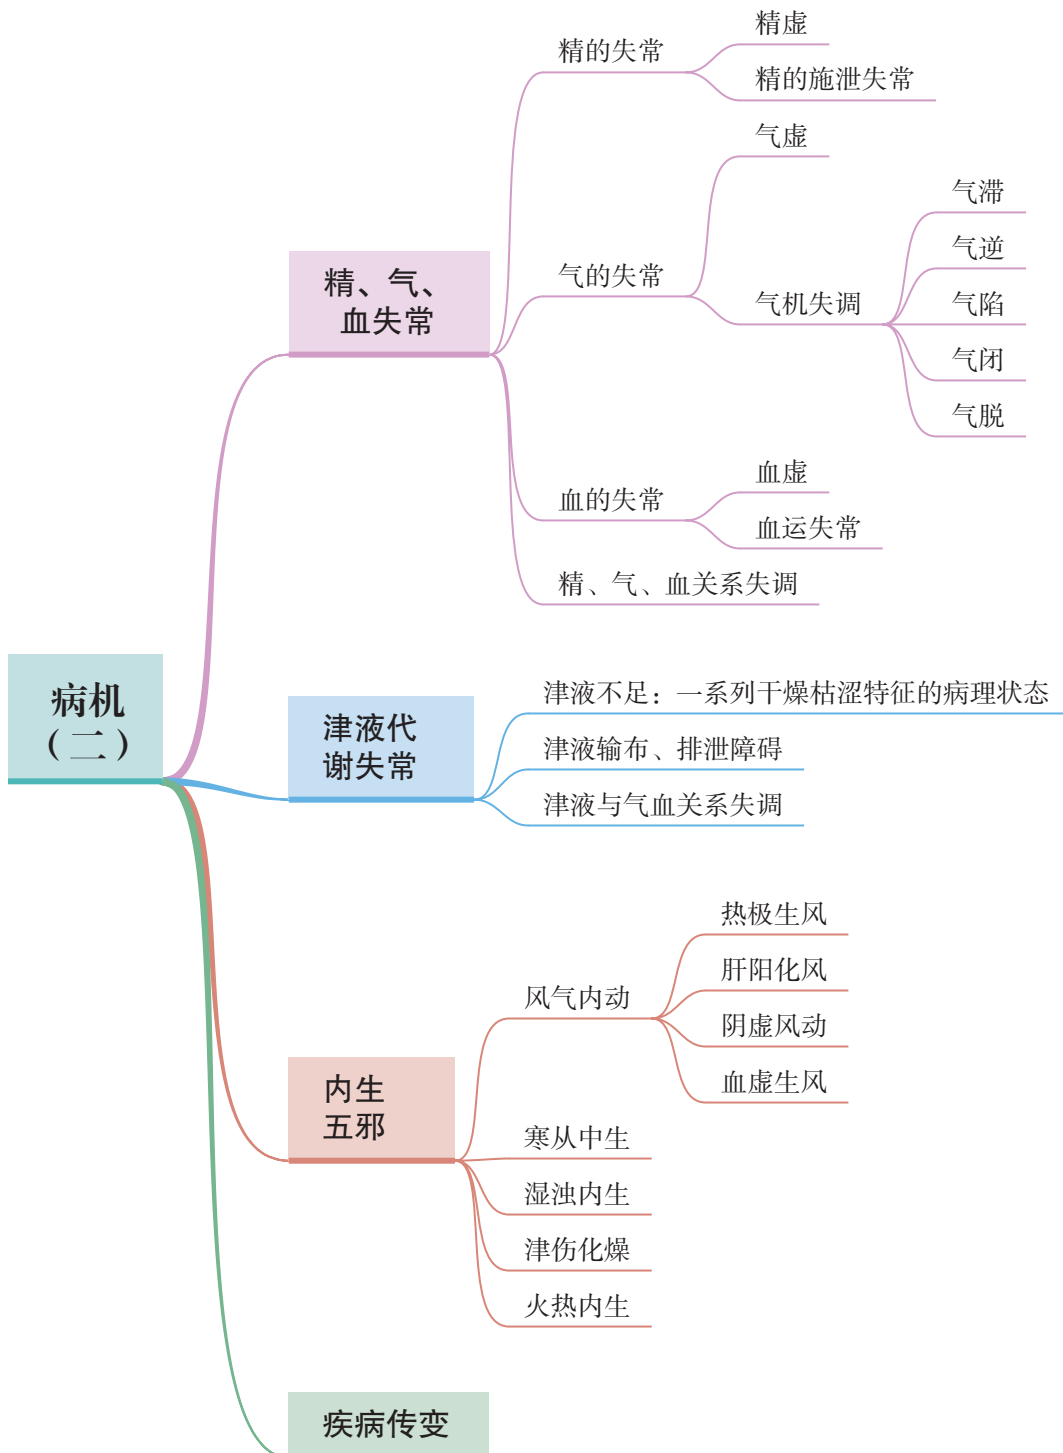 精虚
精的失常
精的施泄失常
气虚
气滞
气逆
精、气、
血失常
气的失常
气机失调
气陷
气闭
气脱
血虚
血的失常
血运失常
精、气、血关系失调
病机
（二）
津液代
谢失常
津液不足：一系列干燥枯涩特征的病理状态
津液输布、排泄障碍
津液与气血关系失调
热极生风
肝阳化风
风气内动
阴虚风动
血虚生风
内生
五邪
寒从中生
湿浊内生
津伤化燥
火热内生
疾病传变